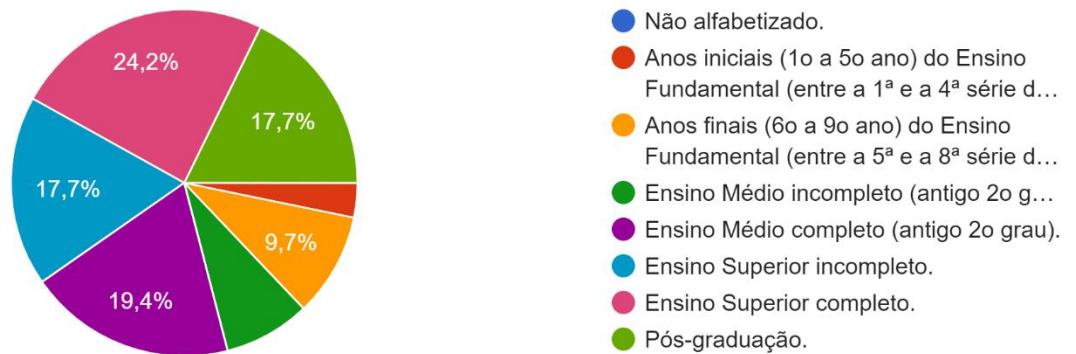 24,2%
17,7%
17,7%
9,7%
19,4%
Não alfabetizado.
Anos iniciais (1o a 5o ano) do Ensino
Fundamental (entre a 1ª e a 4ª série d…
Anos finais (6o a 9o ano) do Ensino
Fundamental (entre a 5ª e a 8ª série d…
Ensino Médio incompleto (antigo 2o g…
Ensino Médio completo (antigo 2o grau).
Ensino Superior incompleto.
Ensino Superior completo.
Pós-graduação.